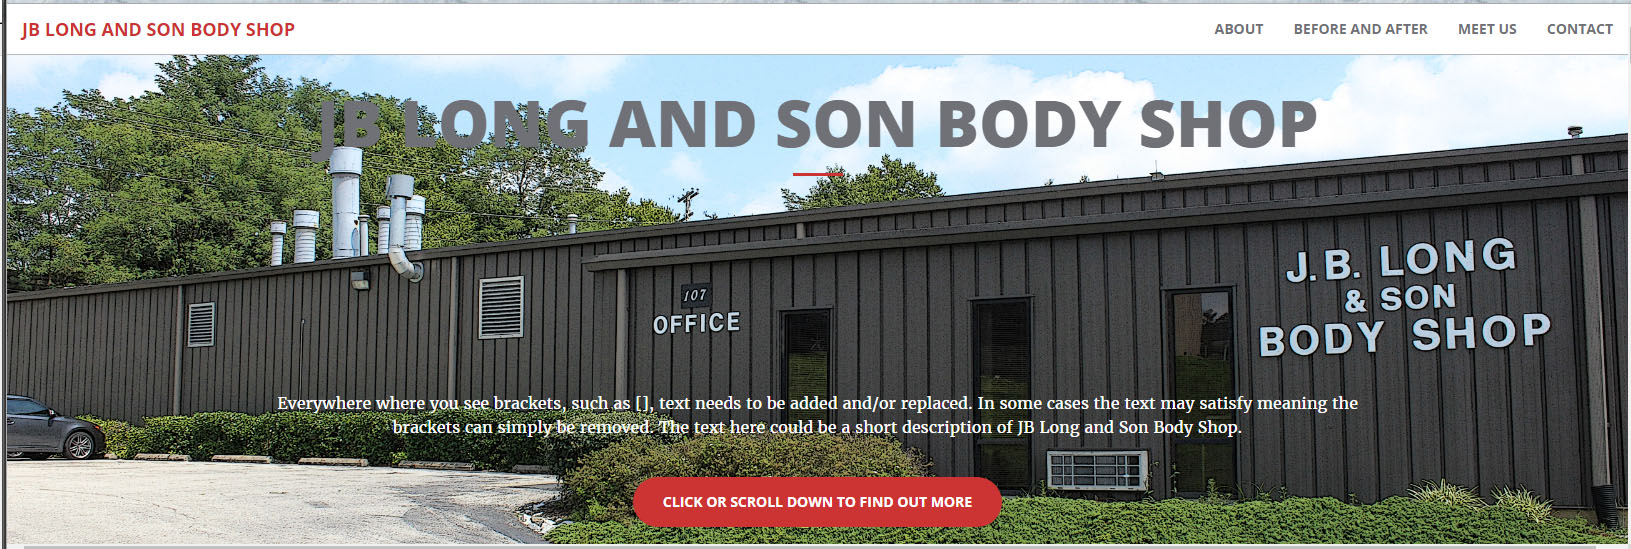 JB LONG AND SON BODY SHOP
ABOUT BEFORE AND AFTER MEET US CONTACT
JB LONG AND SON BODY SHOP
J.B. LONG
& SON
BODY SHOP
107
OFFICE
Everywhere where you see brackets, such as [], text needs to be added and/or replaced. In some cases the text may satisfy meaning the
brackets can simply be removed. The text here could be a short description of JB Long and Son Body Shop.
CLICK OR SCROLL DOWN TO FIND OUT MORE